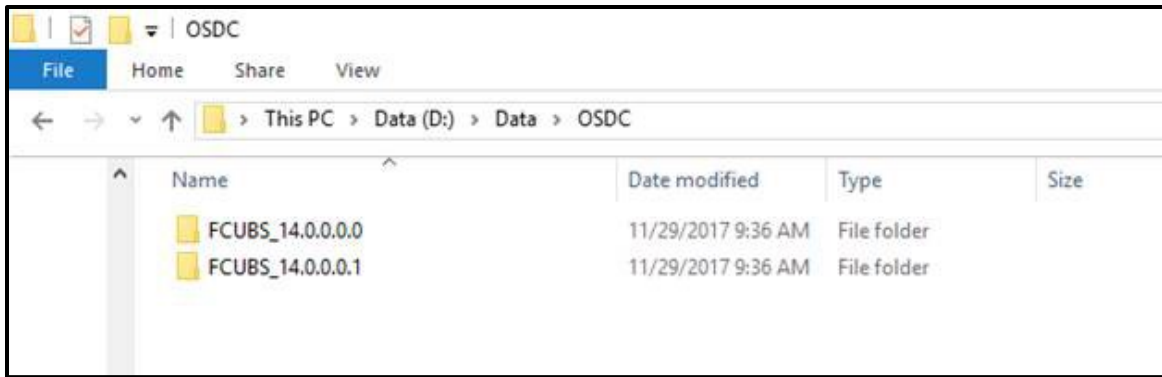 OSDC
File Home Share View
This PC > Data (D:) > Data > OSDC
Name Date modified Type Size
FCUBS_14.0.0.0.0 11/29/2017 9:36 AM File folder
FCUBS_14.0.0.0.1 11/29/2017 9:36 AM File folder